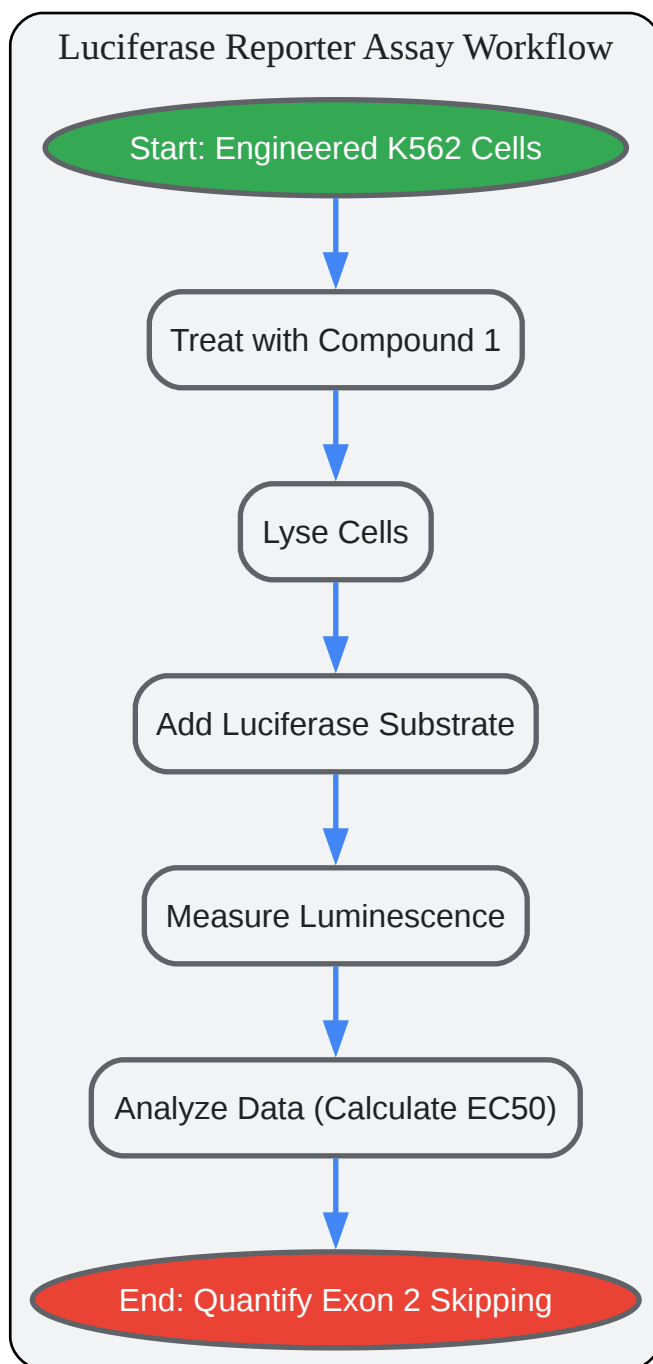 Luciferase Reporter Assay Workflow
Start: Engineered K562 Cells
Treat with Compound 1
Lyse Cells
Add Luciferase Substrate
Measure Luminescence
Analyze Data (Calculate EC50)
End: Quantify Exon 2 Skipping